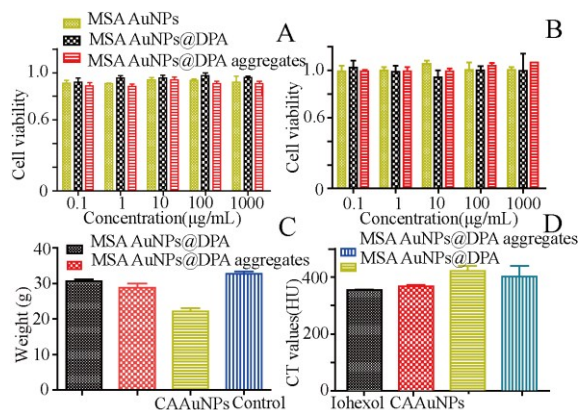 A
MSA AuNPs
MSA AuNPs@DPA
MSA AuNPs@DPA aggregates
Cell viability
1.0
0.6
0
0.1 1 10 100 1000
Concentration(μg/mL)
B
Cell viability
1.0
0.6
0
0.1 1 10 100 1000
Concentration(μg/mL)
C
MSA AuNPs@DPA
MSA AuNPs@DPA aggregates
Weight (g)
40
30
20
10
0
CAAuNPs Control
D
MSA AuNPs@DPA aggregates
MSA AuNPs@DPA
CT values(HU)
400
200
0
Iohexol CAAuNPs